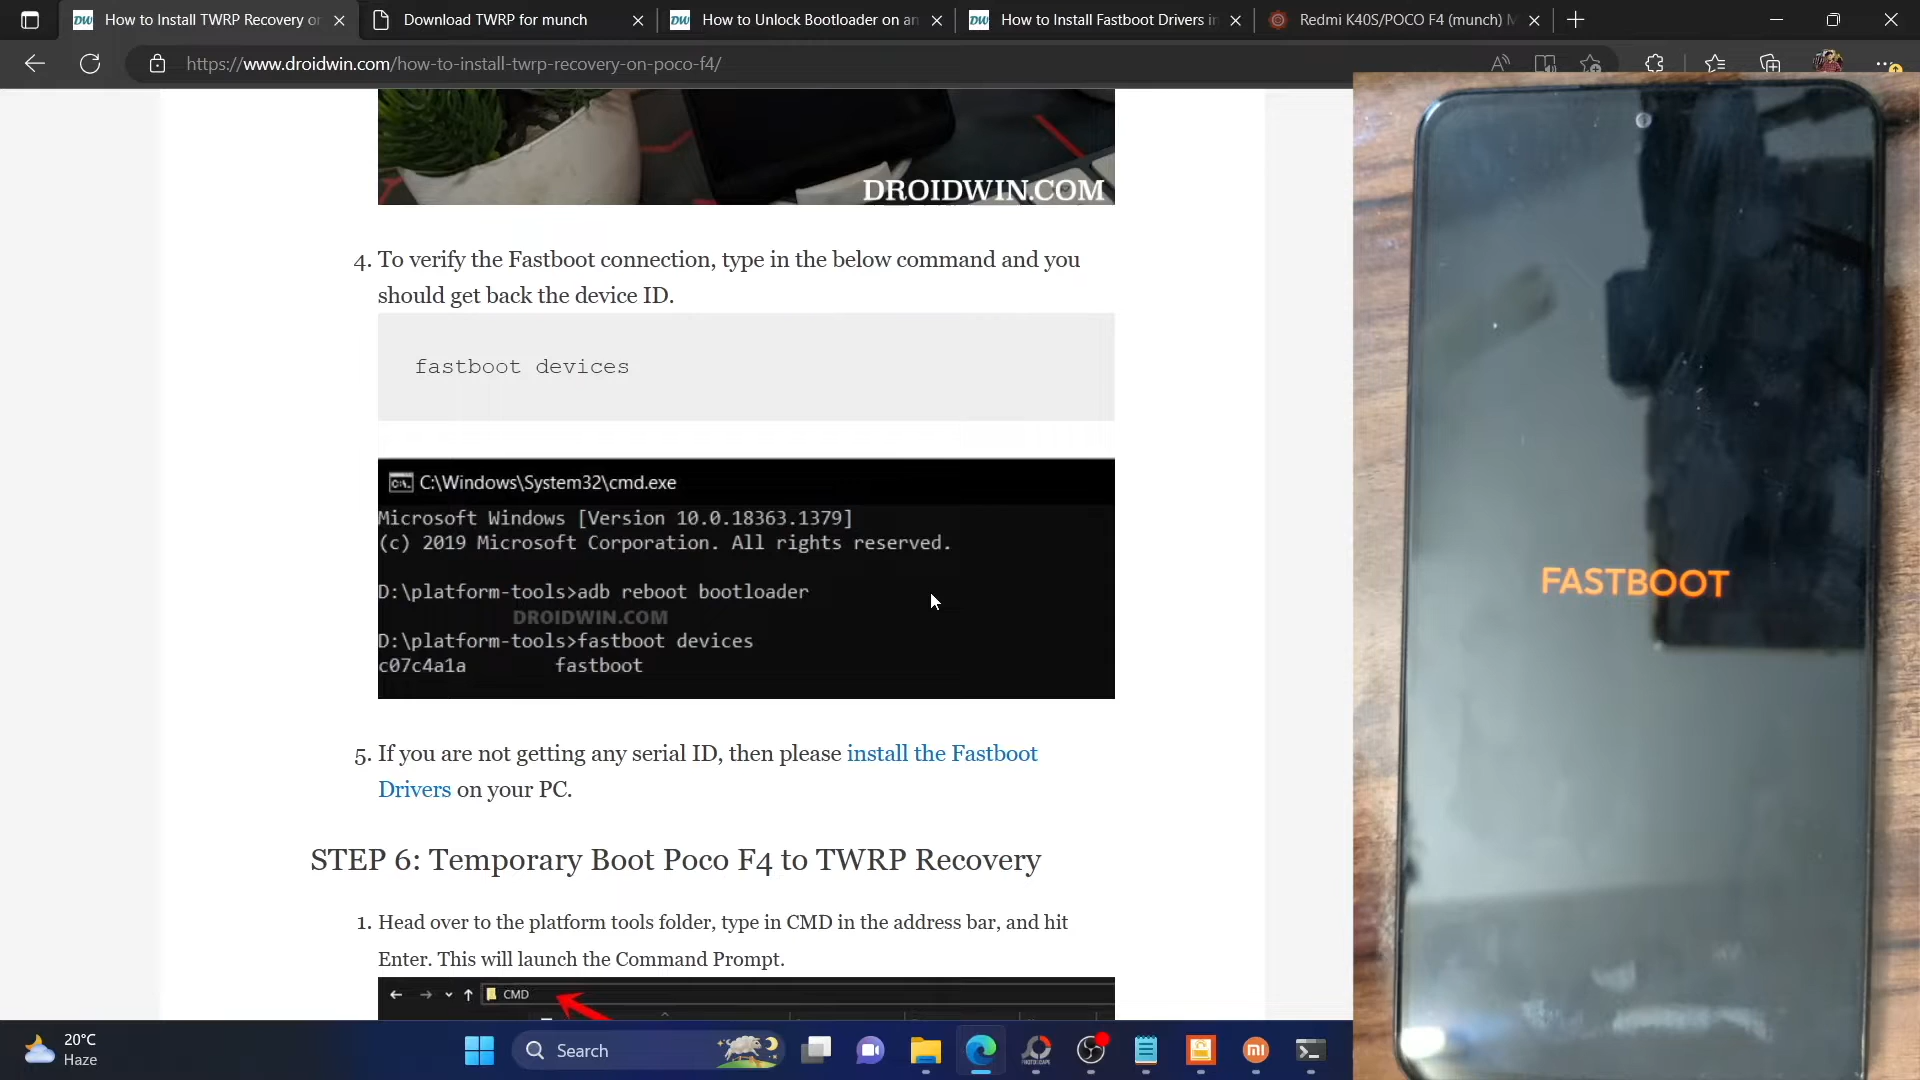 How to Install TWRP Recovery or
Download TWRP for munch
How to Unlock Bootloader on an
How to Install Fastboot Drivers in
Redmi K40S/POCO F4 (munch) M
https://www.droidwin.com/how-to-install-twrp-recovery-on-poco-f4/
DROIDWIN.COM
4. To verify the Fastboot connection, type in the below command and you
should get back the device ID.
fastboot devices
C:\Windows\System32\cmd.exe
Microsoft Windows [Version 10.0.18363.1379]
(c) 2019 Microsoft Corporation. All rights reserved.
D:\platform-tools>adb reboot bootloader
DROIDWIN.COM
D:\platform-tools>fastboot devices
c07c4a1a fastboot
FASTBOOT
5. If you are not getting any serial ID, then please install the Fastboot
Drivers on your PC.
STEP 6: Temporary Boot Poco F4 to TWRP Recovery
1. Head over to the platform tools folder, type in CMD in the address bar, and hit
Enter. This will launch the Command Prompt.
CMD
20°C
Haze
Search